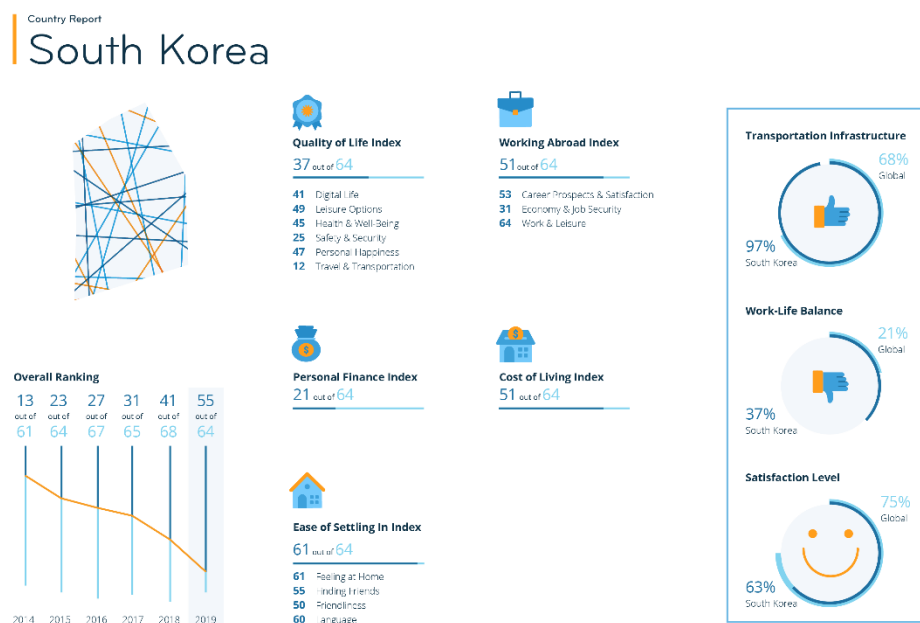 Country Report
South Korea
Quality of Life Index
37 out of 64
41 Digital Life
49 Leisure Options
45 Health & Well-Being
25 Safety & Security
47 Personal Happiness
12 Travel & Transportation
Working Abroad Index
51 out of 64
53 Career Prospects & Satisfaction
31 Economy & Job Security
64 Work & Leisure
Overall Ranking
13 23 27 31 41 55
out of out of out of out of out of out of
61 64 67 65 68 64
2014 2015 2016 2017 2018 2019
Personal Finance Index
21 out of 64
$
Cost of Living Index
51 out of 64
$
Ease of Settling In Index
61 out of 64
61 Feeling at Home
55 Finding Friends
50 Friendliness
60 Language
Transportation Infrastructure
68%
Global
97%
South Korea
Work-Life Balance
21%
Global
37%
South Korea
Satisfaction Level
75%
Global
63%
South Korea